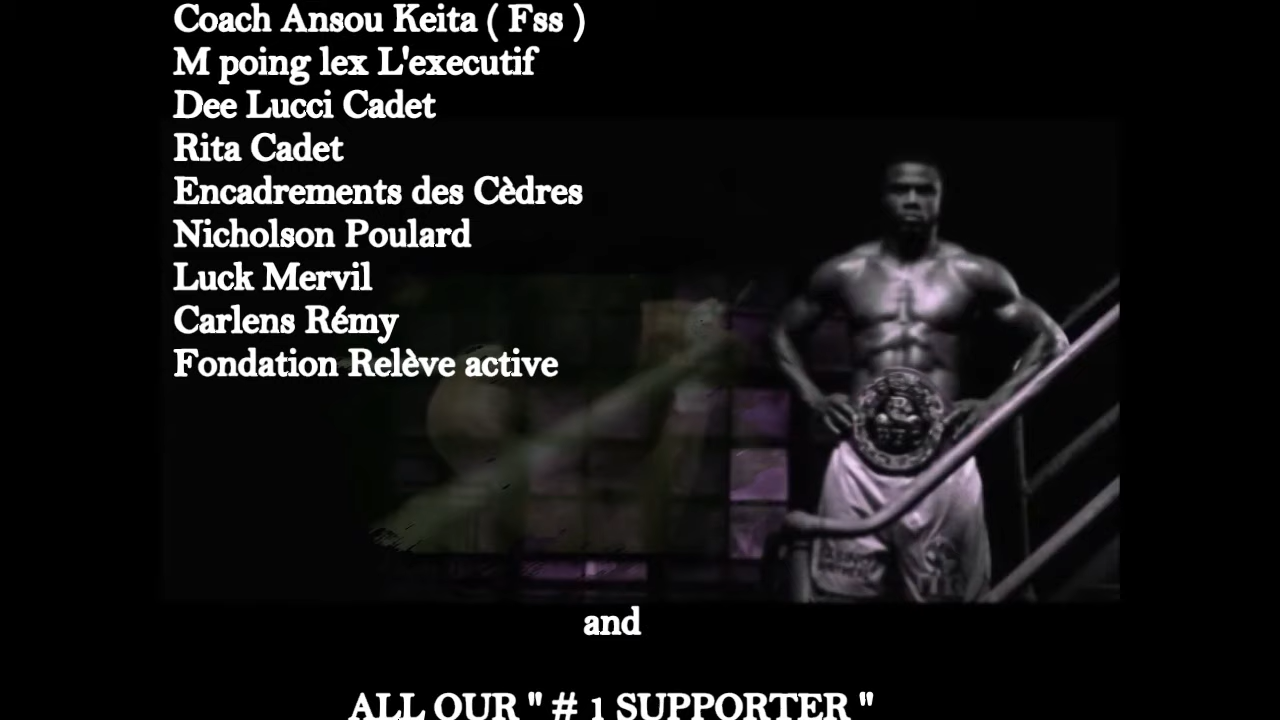 Coach Ansou Keita ( Fss )
M poing lex L'executif
Dee Lucci Cadet
Rita Cadet
Encadrements des Cèdres
Nicholson Poulard
Luck Mervil
Carlens Rémy
Fondation Relève active
and
ALL OUR " # 1 SUPPORTER "